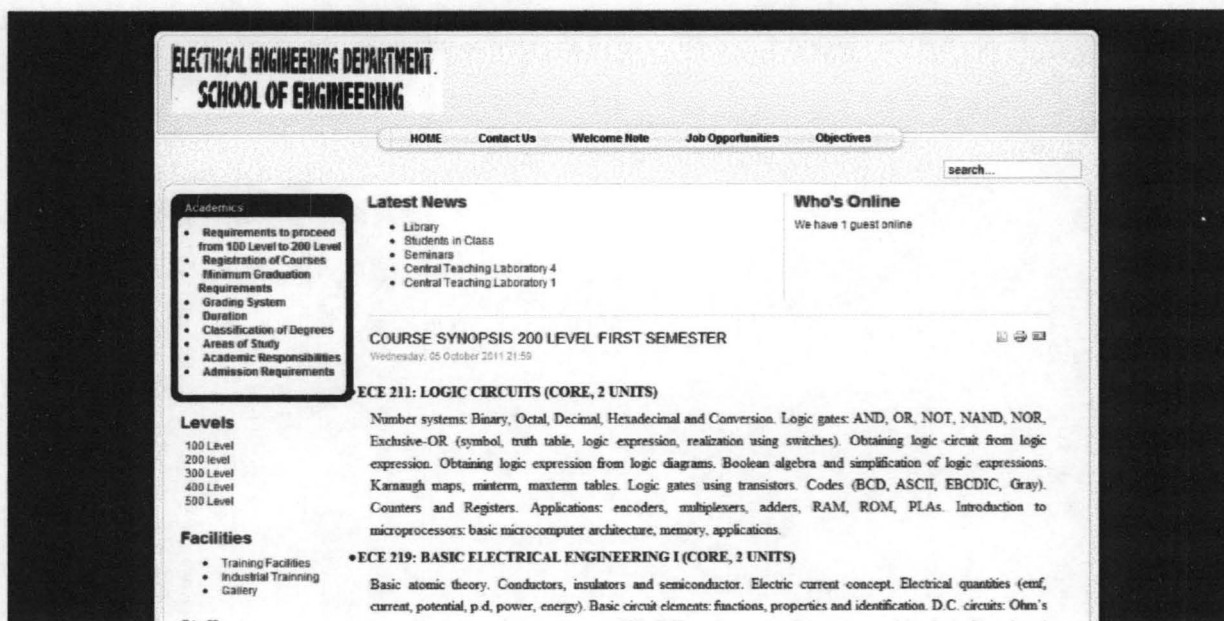 ELECTRICAL ENGINEERING DEPARTMENT.
SCHOOL OF ENGINEERING
HOME Contact Us Welcome Note Job Opportunities Objectives
search...
Academics
• Requirements to proceed
from 100 Level to 200 Level
• Registration of Courses
• Minimum Graduation
Requirements
• Grading System
• Duration
• Classification of Degrees
• Areas of Study
• Academic Responsibilities
• Admission Requirements
Levels
100 Level
200 level
300 Level
400 Level
500 Level
Facilities
• Training Facilities
• Industrial Trainning
• Gallery
Latest News
• Library
• Students in Class
• Seminars
• Central Teaching Laboratory 4
• Central Teaching Laboratory 1
Who's Online
We have 1 guest online
COURSE SYNOPSIS 200 LEVEL FIRST SEMESTER
Wednesday, 05 October 2011 21:59
•ECE 211: LOGIC CIRCUITS (CORE, 2 UNITS)
Number systems: Binary, Octal, Decimal, Hexadecimal and Conversion. Logic gates: AND, OR, NOT, NAND, NOR,
Exclusive-OR (symbol, truth table, logic expression, realization using switches). Obtaining logic circuit from logic
expression. Obtaining logic expression from logic diagrams. Boolean algebra and simplification of logic expressions.
Karnaugh maps, minterm, maxterm tables. Logic gates using transistors. Codes (BCD, ASCII, EBCDIC, Gray).
Counters and Registers. Applications: encoders, multiplexers, adders, RAM, ROM, PLAs. Introduction to
microprocessors: basic microcomputer architecture, memory, applications.
•ECE 219: BASIC ELECTRICAL ENGINEERING I (CORE, 2 UNITS)
Basic atomic theory. Conductors, insulators and semiconductor. Electric current concept. Electrical quantities (emf,
current, potential, p.d, power, energy). Basic circuit elements: functions, properties and identification. D.C. circuits: Ohm's